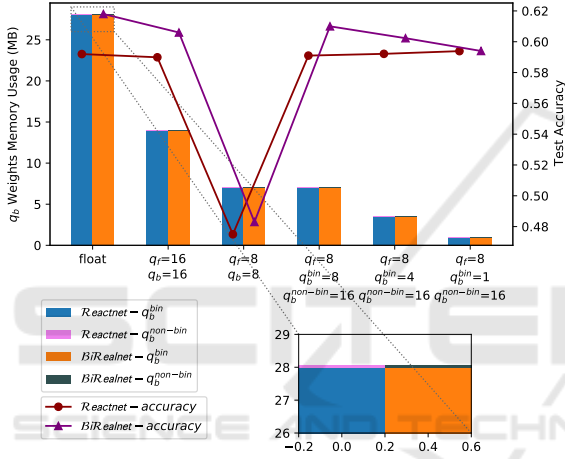 q_b Weights Memory Usage (MB)
25
20
15
10
5
0
0.62
0.60
0.58
0.56
0.54
0.52
0.50
0.48
Test Accuracy
float
q_f=16
q_b=16
q_f=8
q_b=8
q_f=8
q_b^bin=8
q_b^non-bin=16
q_f=8
q_b^bin=4
q_b^non-bin=16
q_f=8
q_b^bin=1
q_b^non-bin=16
Reactnet - q_b^bin
Reactnet - q_b^non-bin
BiRealnet - q_b^bin
BiRealnet - q_b^non-bin
Reactnet - accuracy
BiRealnet - accuracy
29
28
27
26
−0.2 0.0 0.2 0.4 0.6
SCITE
SCIENCE AND TECHN